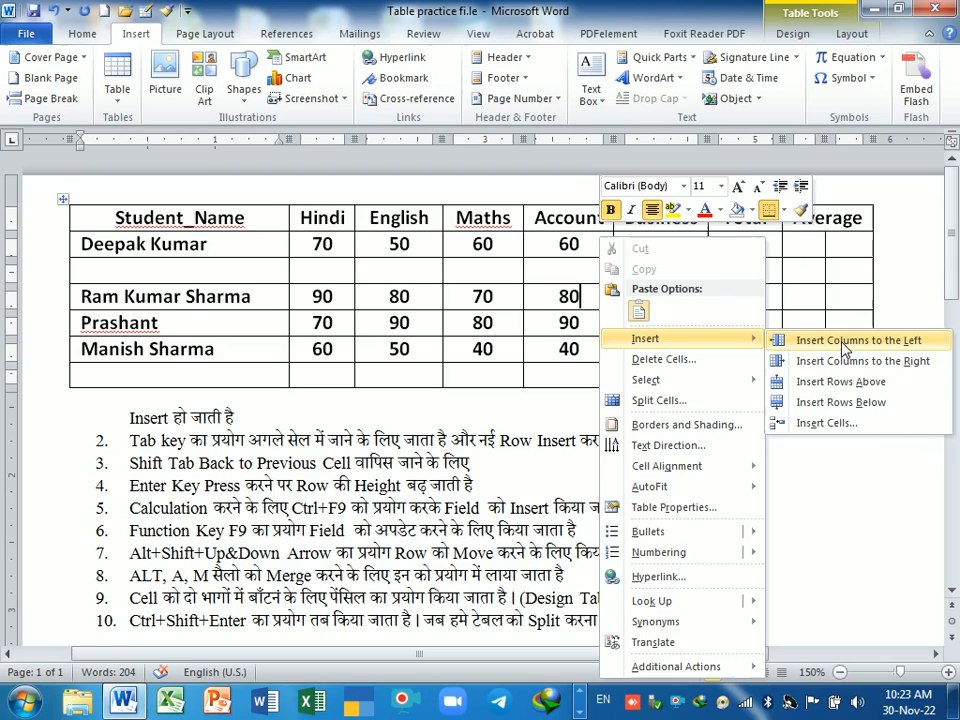 Table practice fi.le - Microsoft Word
Table Tools
File Home Insert Page Layout References Mailings Review View Acrobat PDFelement Foxit Reader PDF Design Layout
Cover Page
Blank Page
Page Break
Pages
Table
Tables
Picture
Clip Art
Shapes
SmartArt
Chart
Screenshot
Illustrations
Hyperlink
Bookmark
Cross-reference
Links
Header
Footer
Page Number
Header & Footer
Text Box
Quick Parts
WordArt
Drop Cap
Signature Line
Date & Time
Object
Text
Equation
Symbol
Symbols
Embed Flash
Flash
1 1 2 3 4 6
Calibri (Body) 11
Student_Name Hindi English Maths Account Business Total Average
Deepak Kumar 70 50 60 60
Ram Kumar Sharma 90 80 70 80
Prashant 70 90 80 90
Manish Sharma 60 50 40 40
Insert हो जाती है
2. Tab key का प्रयोग अगले सेल में जाने के लिए जाता है और नई Row Insert कर
3. Shift Tab Back to Previous Cell वापिस जाने के लिए
4. Enter Key Press करने पर Row की Height बढ़ जाती है
5. Calculation करने के लिए Ctrl+F9 को प्रयोग करके Field को Insert किया ज
6. Function Key F9 का प्रयोग Field को अपडेट करने के लिए किया जाता है
7. Alt+Shift+Up&Down Arrow का प्रयोग Row को Move करने के लिए किय
8. ALT, A, M सैलो को Merge करने के लिए इन को प्रयोग में लाया जाता है
9. Cell को दो भागों में बाँटनं के लिए पेंसिल का प्रयोग किया जाता है। (Design Ta
10. Ctrl+Shift+Enter का प्रयोग तब किया जाता है। जब हमे टेबल को Split करना
Cut
Copy
Paste Options:
Insert
Delete Cells...
Select
Split Cells...
Borders and Shading...
Text Direction...
Cell Alignment
AutoFit
Table Properties...
Bullets
Numbering
Hyperlink...
Look Up
Synonyms
Translate
Additional Actions
Insert Columns to the Left
Insert Columns to the Right
Insert Rows Above
Insert Rows Below
Insert Cells...
Page: 1 of 1 Words: 204 English (U.S.) 150%
EN
10:23 AM
30-Nov-22